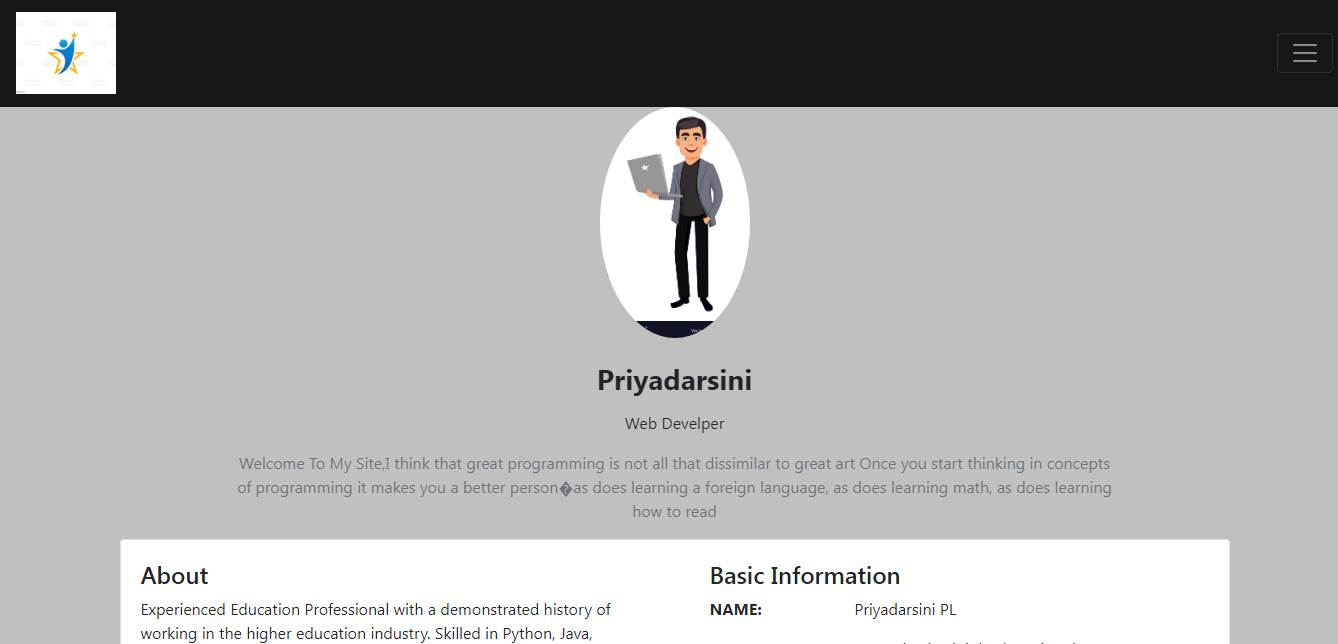 Priyadarsini
Web Develper
Welcome To My Site,I think that great programming is not all that dissimilar to great art Once you start thinking in concepts
of programming it makes you a better person�as does learning a foreign language, as does learning math, as does learning
how to read
About
Experienced Education Professional with a demonstrated history of
working in the higher education industry. Skilled in Python, Java,
Basic Information
NAME: Priyadarsini PL